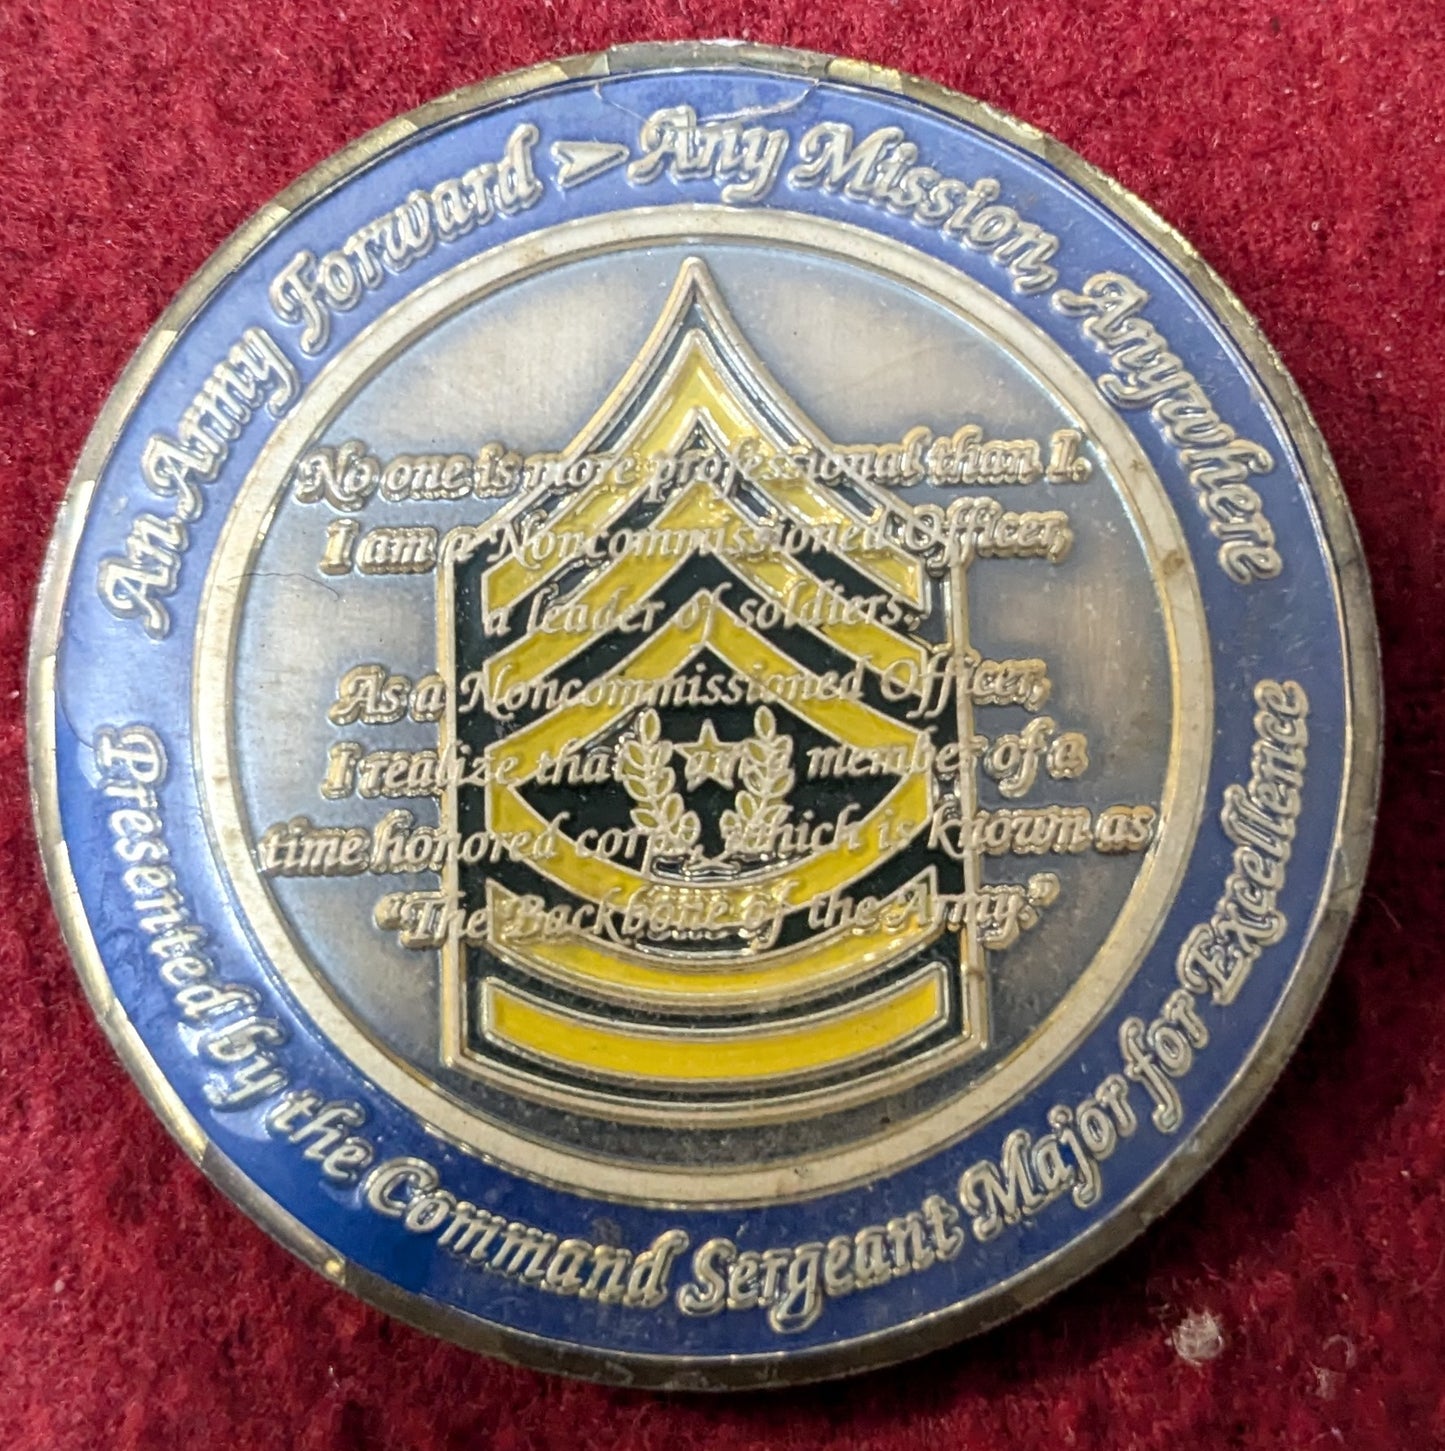 An Army Forward ➤ Any Mission, Anywhere
No one is more professional than I.
I am a Noncommissioned Officer,
a leader of soldiers.
As a Noncommissioned Officer,
I realize that I am a member of a
time honored corps, which is known as
"The Backbone of the Army."
Presented by the Command Sergeant Major for Excellence